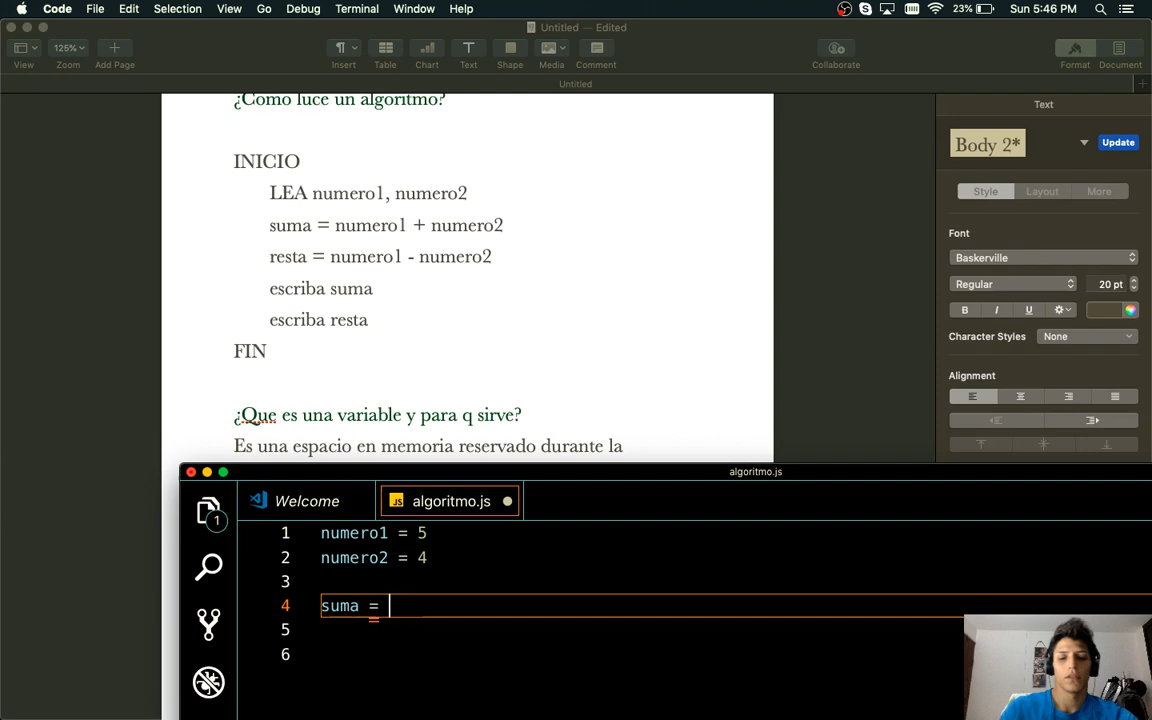 Code File Edit Selection View Go Debug Terminal Window Help 23% Sun 5:46 PM
Untitled — Edited
125%
View Zoom Add Page Insert Table Chart Text Shape Media Comment Collaborate Format Document
Untitled
¿Como luce un algoritmo?
INICIO
LEA numero1, numero2
suma = numero1 + numero2
resta = numero1 - numero2
escriba suma
escriba resta
FIN
¿Que es una variable y para q sirve?
Es una espacio en memoria reservado durante la
Text
Body 2*
Update
Style Layout More
Font
Baskerville
Regular 20 pt
B I U
Character Styles None
Alignment
algoritmo.js
Welcome JS algoritmo.js
1
1 numero1 = 5
2 numero2 = 4
3
4 suma =
5
6